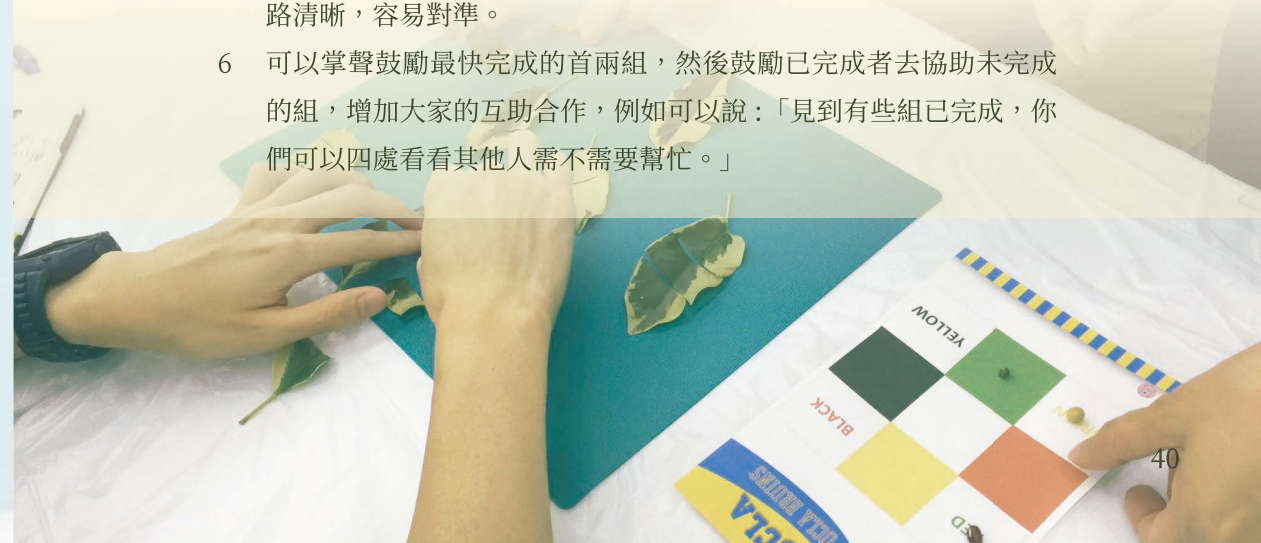 路清晰，容易對準。
6 可以掌聲鼓勵最快完成的首兩組，然後鼓勵已完成者去協助未完成
的組，增加大家的互助合作，例如可以說：「見到有些組已完成，你
們可以四處看看其他人需不需要幫忙。」
YELLOW
BLACK
40
UCLA BRUINS
UCLA